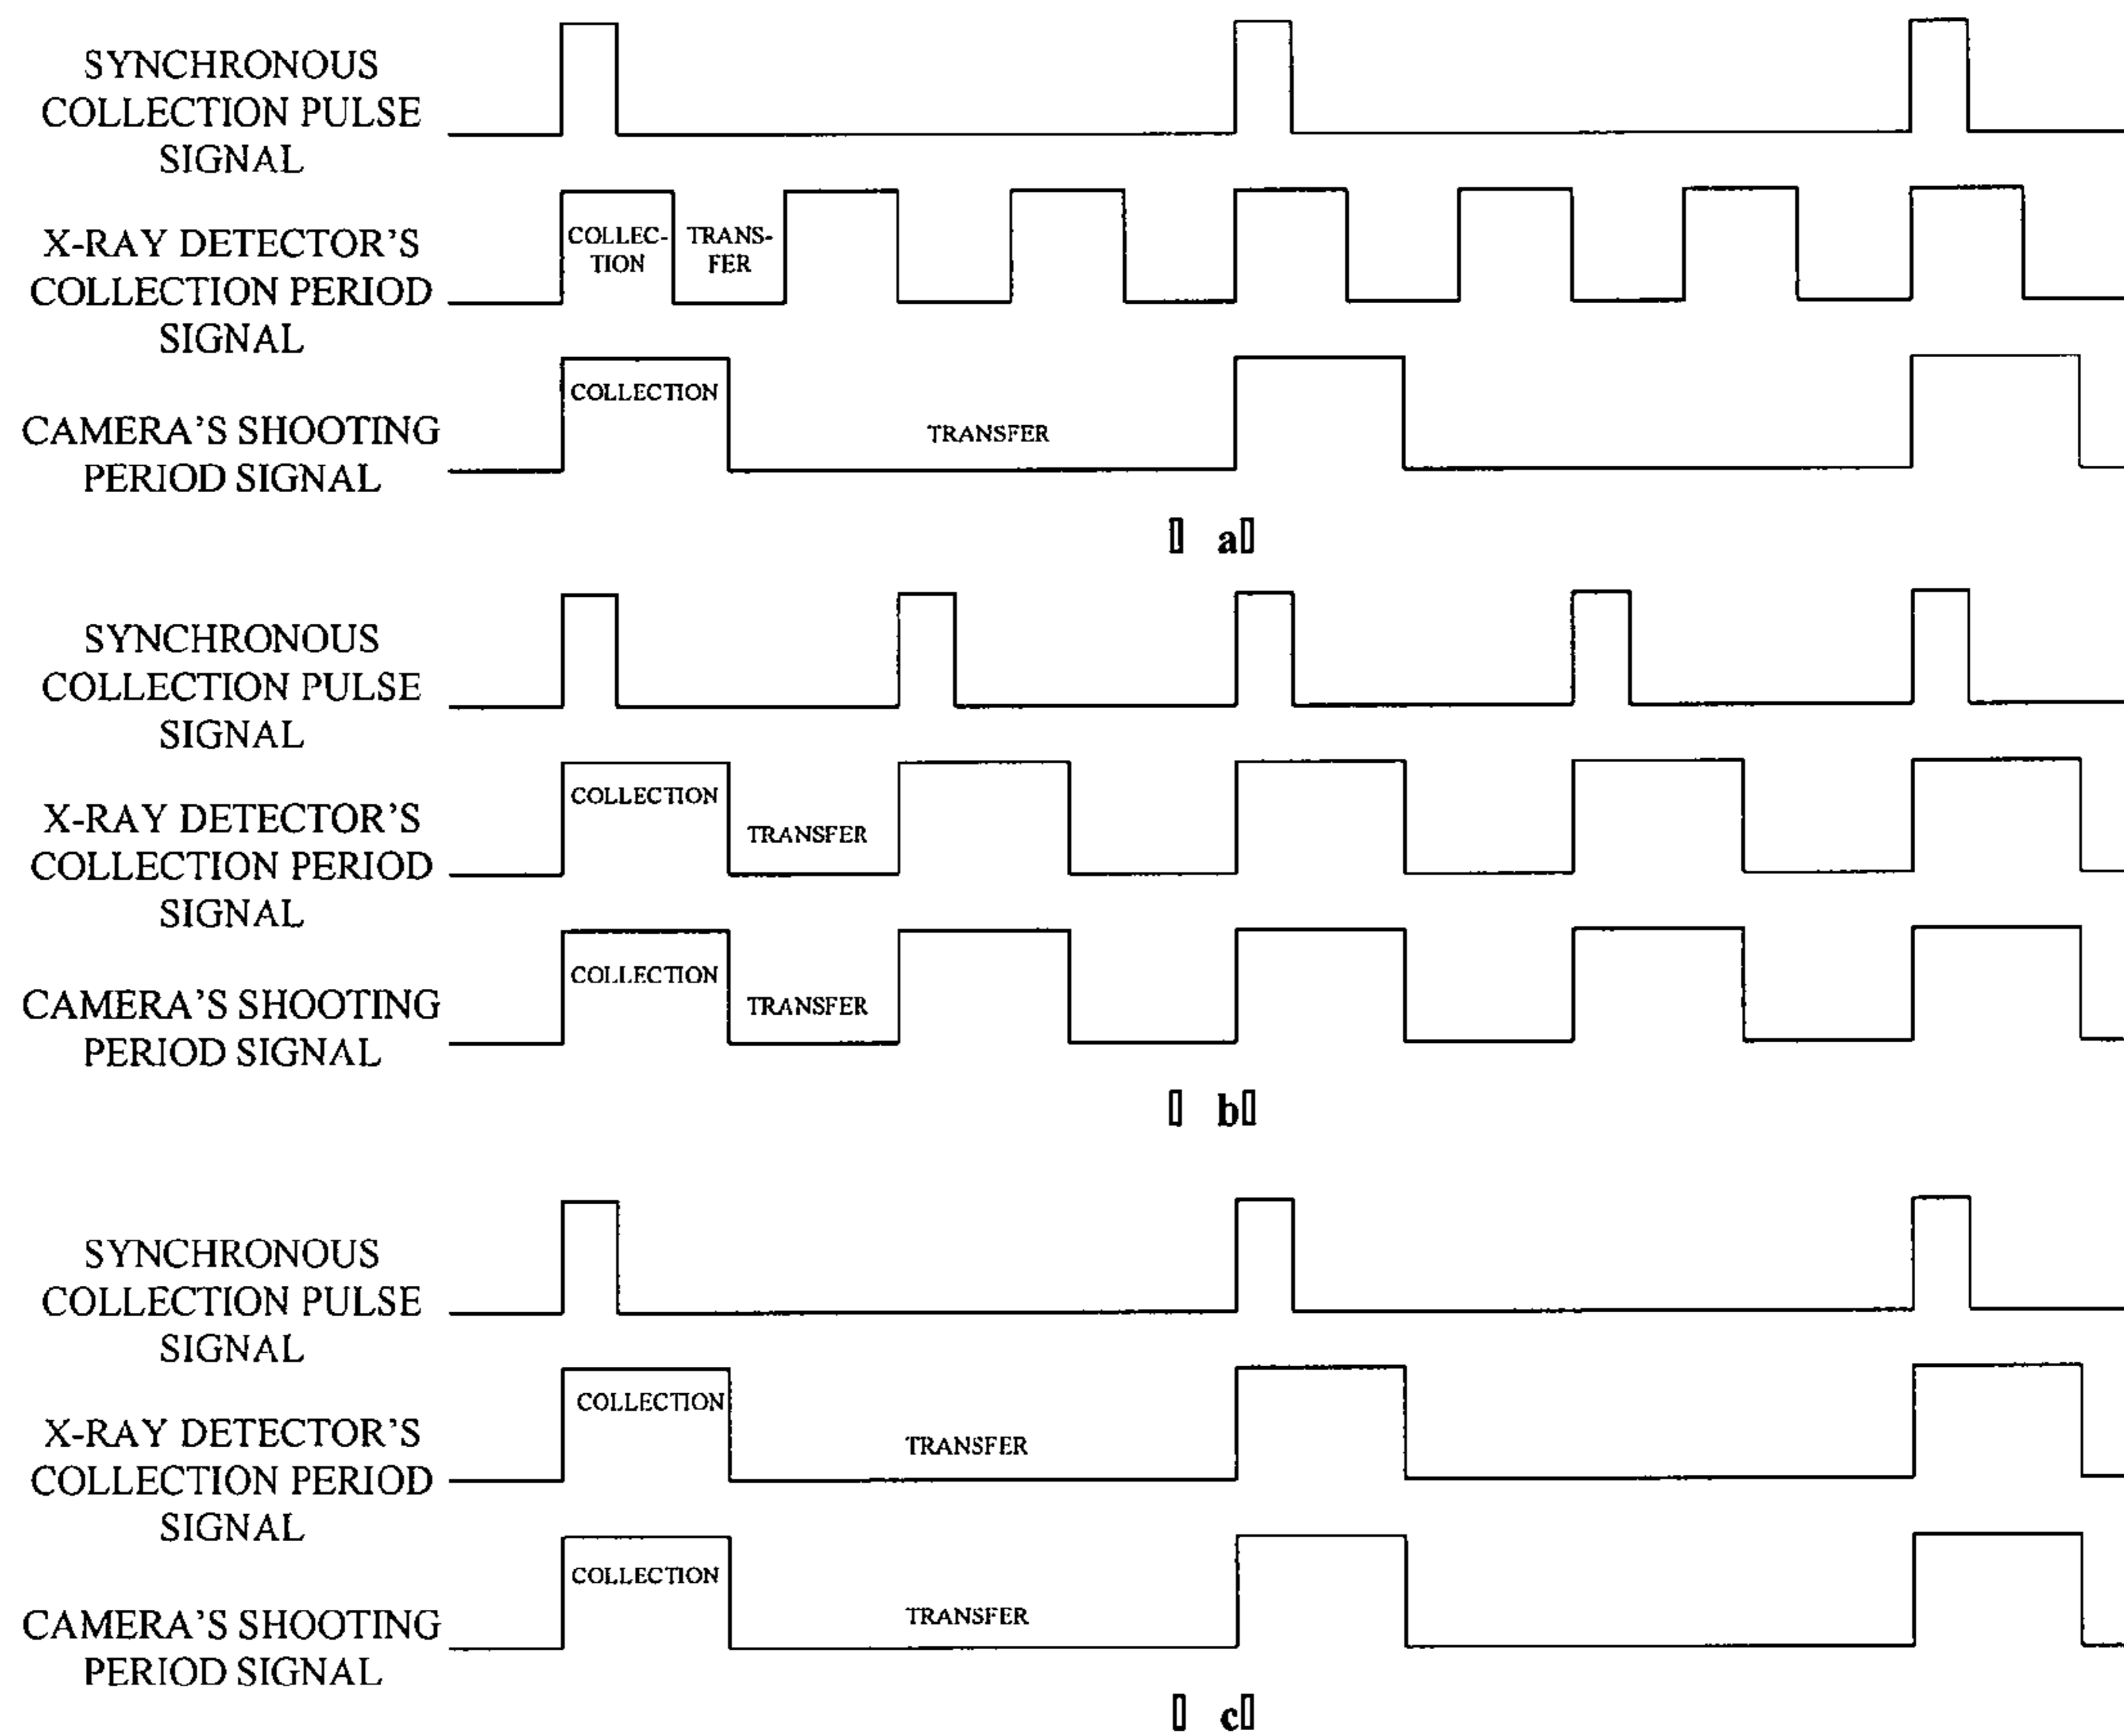 SYNCHRONOUS
COLLECTION PULSE
SIGNAL
X-RAY DETECTOR'S
COLLECTION PERIOD
SIGNAL
COLLEC-
TION
TRANS-
FER
CAMERA'S SHOOTING
PERIOD SIGNAL
COLLECTION
TRANSFER
▯ a▯
SYNCHRONOUS
COLLECTION PULSE
SIGNAL
X-RAY DETECTOR'S
COLLECTION PERIOD
SIGNAL
COLLECTION
TRANSFER
CAMERA'S SHOOTING
PERIOD SIGNAL
COLLECTION
TRANSFER
▯ b▯
SYNCHRONOUS
COLLECTION PULSE
SIGNAL
X-RAY DETECTOR'S
COLLECTION PERIOD
SIGNAL
COLLECTION
TRANSFER
CAMERA'S SHOOTING
PERIOD SIGNAL
COLLECTION
TRANSFER
▯ c▯